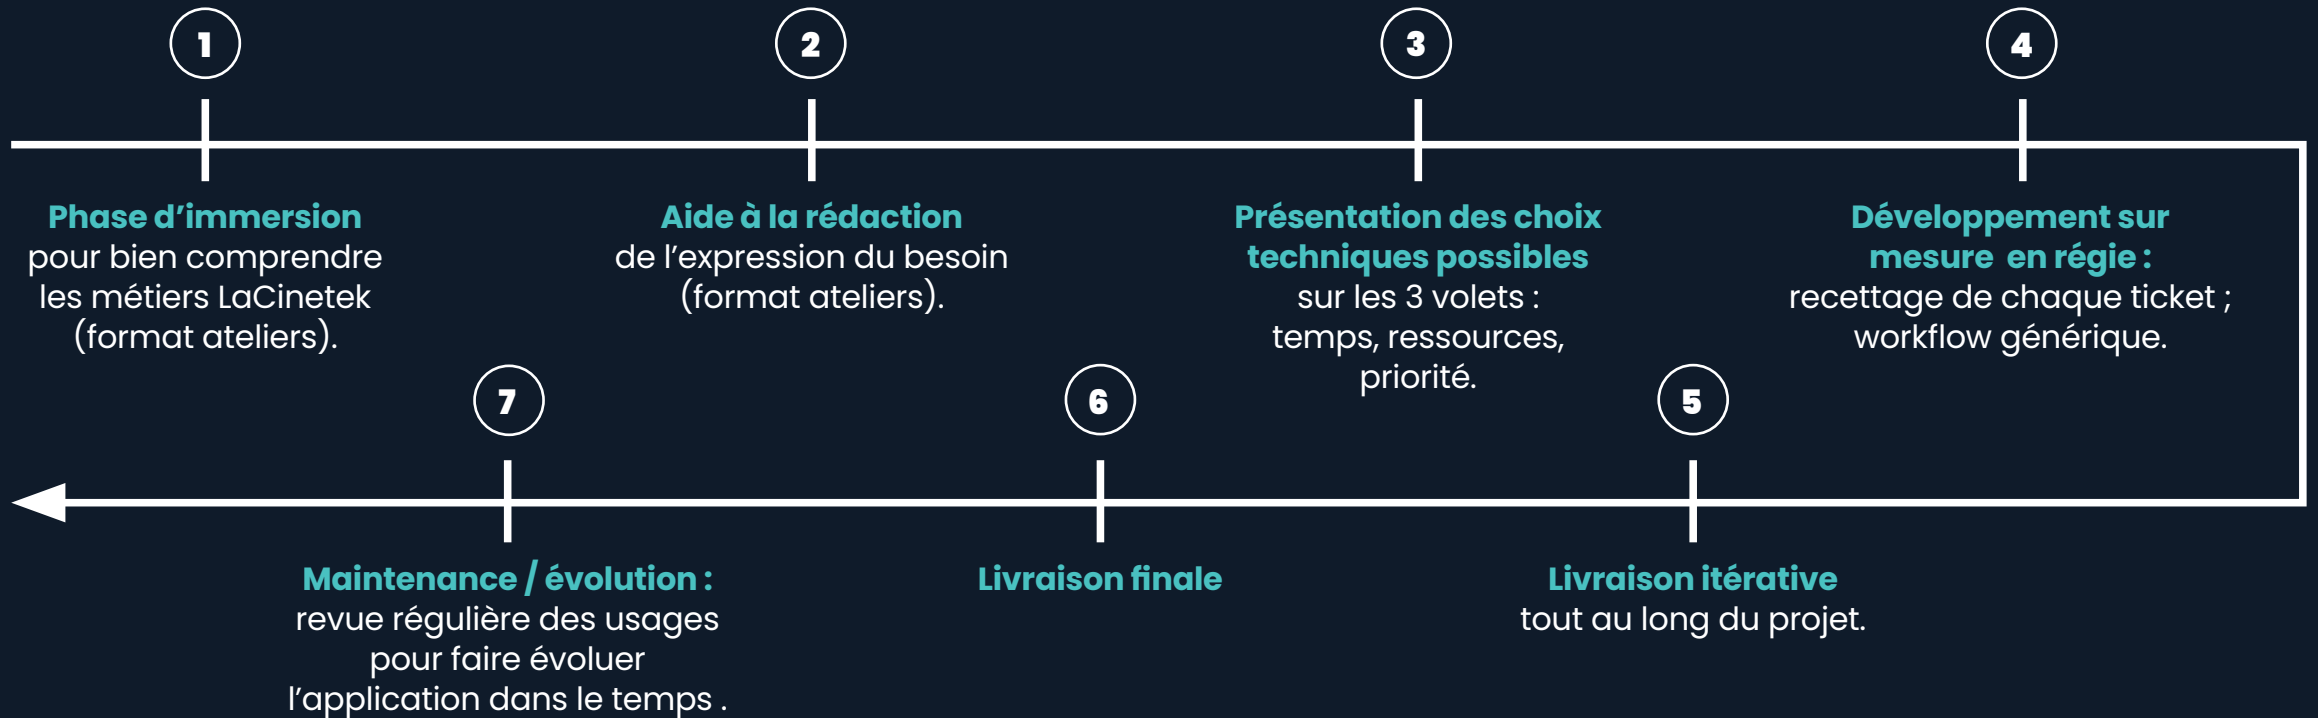 1
Phase d’immersion
pour bien comprendre
les métiers LaCinetek
(format ateliers).
2
Aide à la rédaction
de l’expression du besoin
(format ateliers).
3
Présentation des choix
techniques possibles
sur les 3 volets :
temps, ressources,
priorité.
4
Développement sur
mesure  en régie :
recettage de chaque ticket ;
workflow générique.
5
Livraison itérative
tout au long du projet.
6
Livraison finale
7
Maintenance / évolution :
revue régulière des usages
pour faire évoluer
l’application dans le temps .